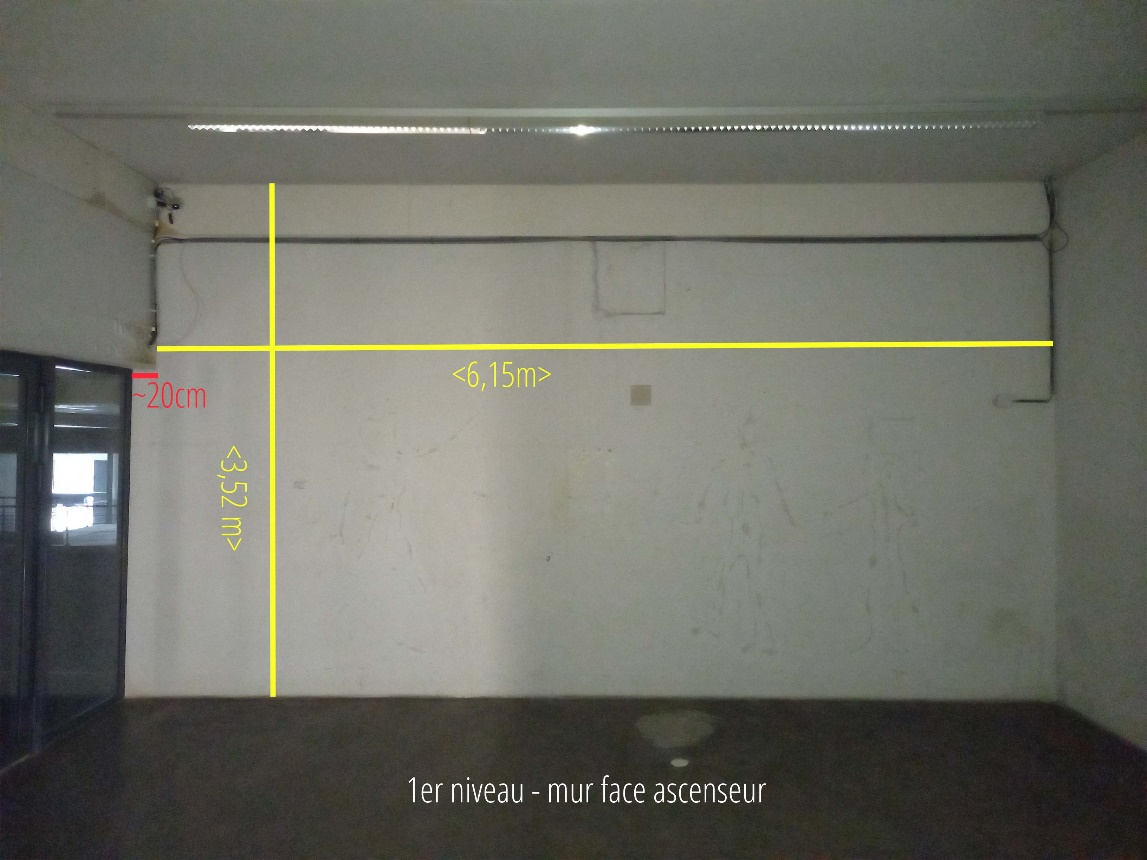 <6,15m>
~20cm
<3,52 m>
1er niveau - mur face ascenseur